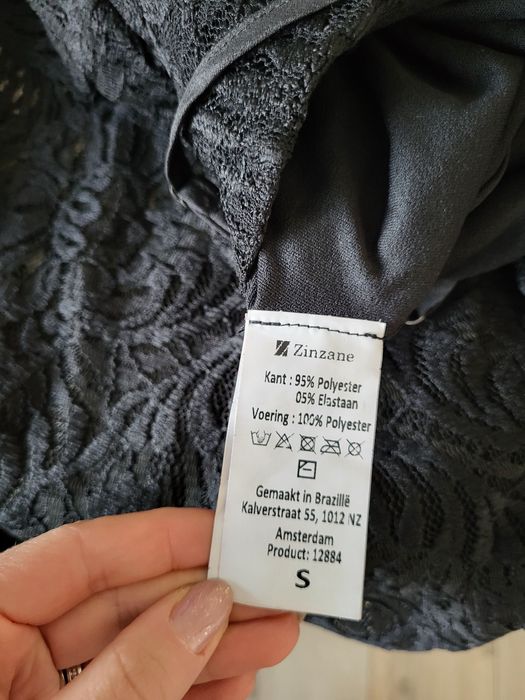 Zinzane
Kant : 95% Polyester
05% Elastaan
Voering : 100% Polyester
Gemaakt in Brazillë
Kalverstraat 55, 1012 NZ
Amsterdam
Product: 12884
S